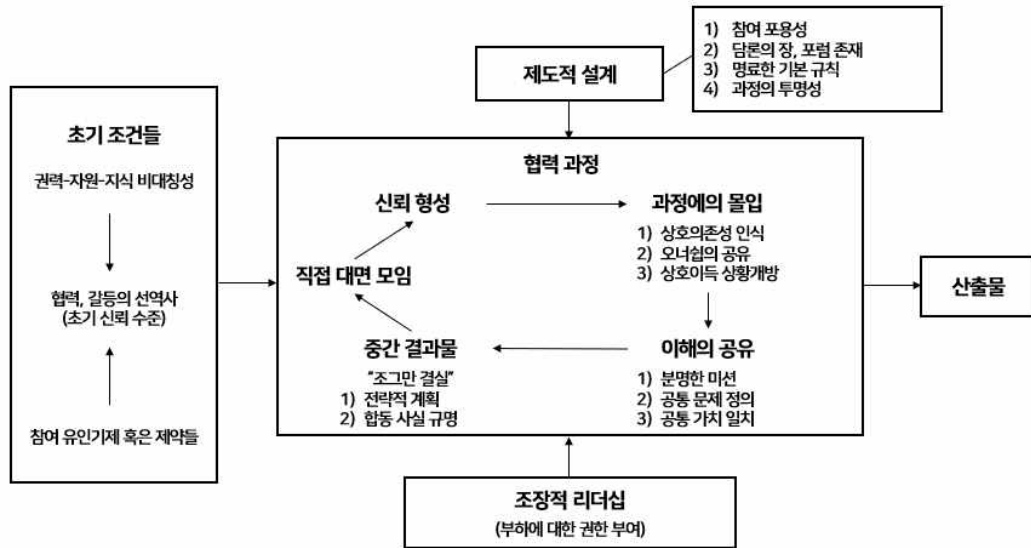 제도적 설계
1) 참여 포용성
2) 담론의 장, 포럼 존재
3) 명료한 기본 규칙
4) 과정의 투명성
초기 조건들
권력-자원-지식 비대칭성
협력, 갈등의 선역사
(초기 신뢰 수준)
참여 유인기제 혹은 제약들
협력 과정
신뢰 형성
과정에의 몰입
1) 상호의존성 인식
2) 오너쉽의 공유
3) 상호이득 상황개방
직접 대면 모임
중간 결과물
"조그만 결실"
1) 전략적 계획
2) 합동 사실 규명
이해의 공유
1) 분명한 미션
2) 공통 문제 정의
3) 공통 가치 일치
산출물
조장적 리더십
(부하에 대한 권한 부여)